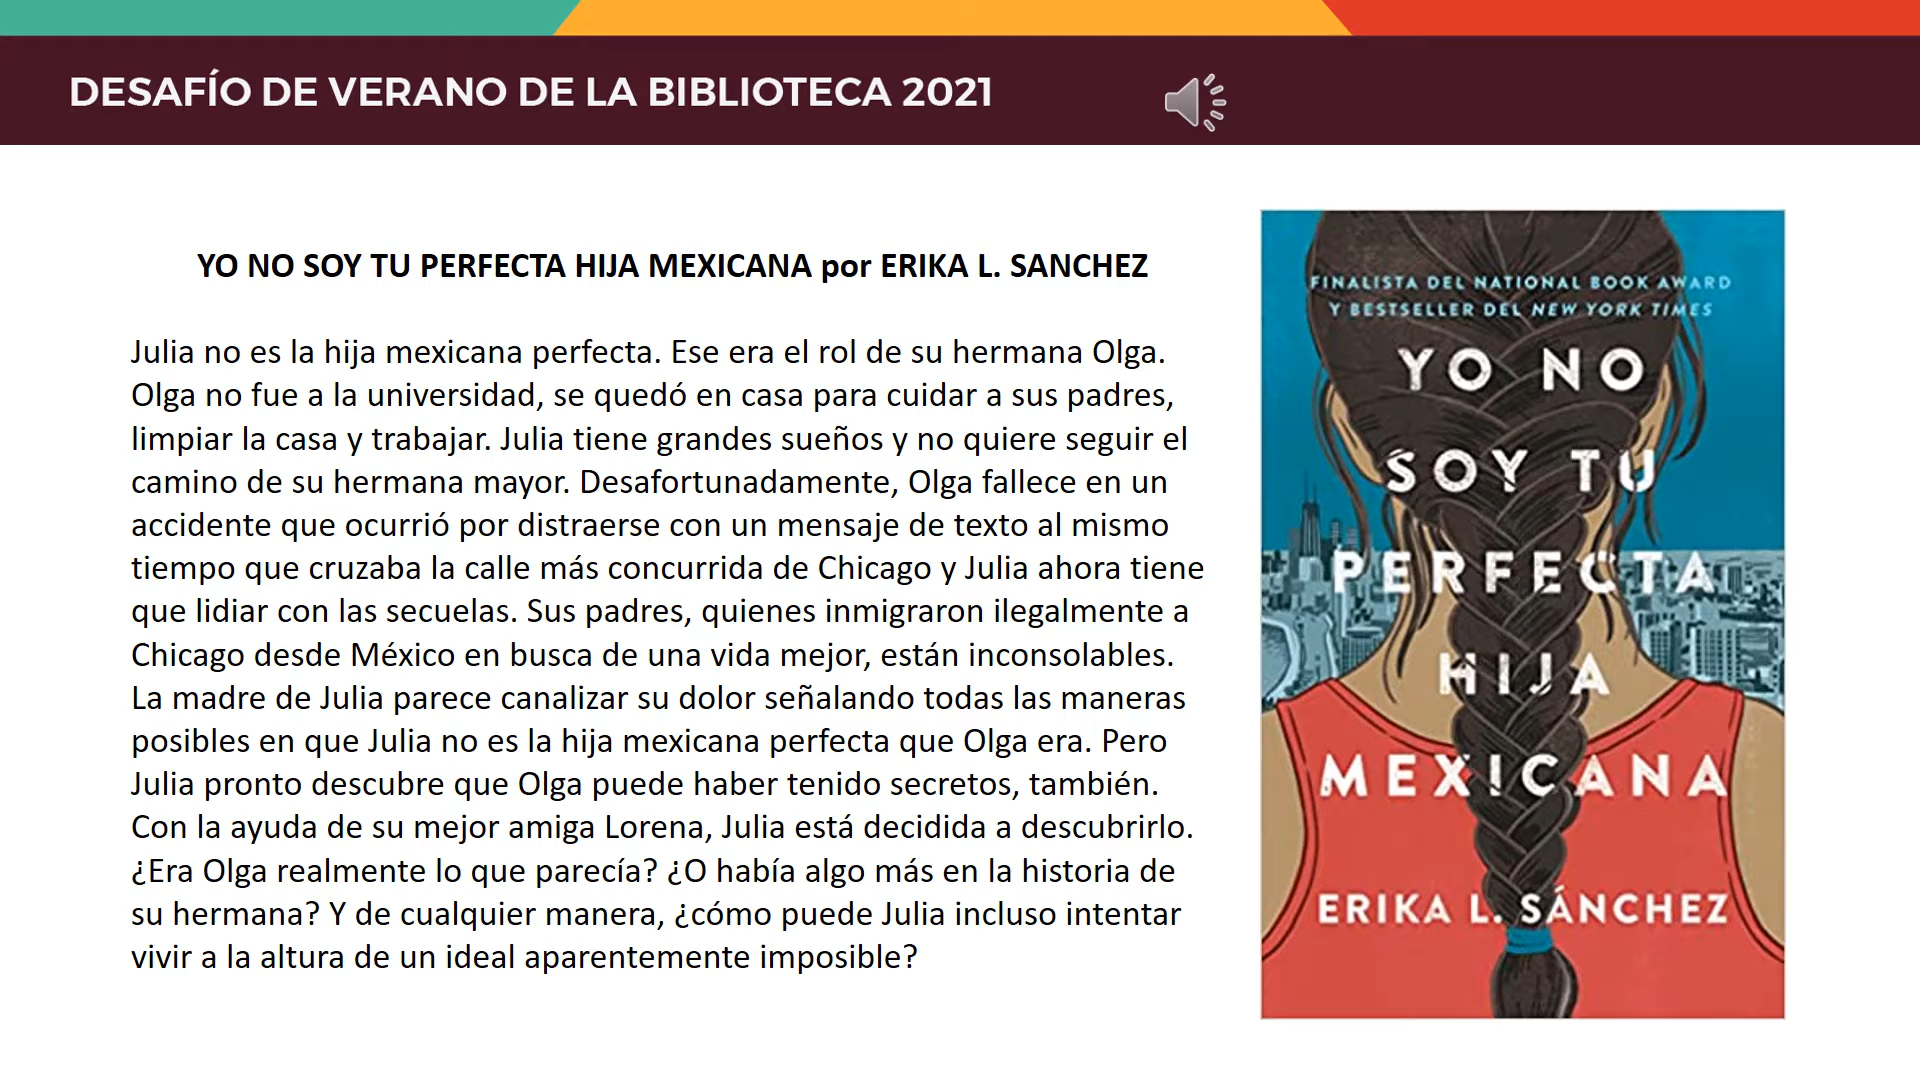 DESAFÍO DE VERANO DE LA BIBLIOTECA 2021
YO NO SOY TU PERFECTA HIJA MEXICANA por ERIKA L. SANCHEZ
Julia no es la hija mexicana perfecta. Ese era el rol de su hermana Olga.
Olga no fue a la universidad, se quedó en casa para cuidar a sus padres,
limpiar la casa y trabajar. Julia tiene grandes sueños y no quiere seguir el
camino de su hermana mayor. Desafortunadamente, Olga fallece en un
accidente que ocurrió por distraerse con un mensaje de texto al mismo
tiempo que cruzaba la calle más concurrida de Chicago y Julia ahora tiene
que lidiar con las secuelas. Sus padres, quienes inmigraron ilegalmente a
Chicago desde México en busca de una vida mejor, están inconsolables.
La madre de Julia parece canalizar su dolor señalando todas las maneras
posibles en que Julia no es la hija mexicana perfecta que Olga era. Pero
Julia pronto descubre que Olga puede haber tenido secretos, también.
Con la ayuda de su mejor amiga Lorena, Julia está decidida a descubrirlo.
¿Era Olga realmente lo que parecía? ¿O había algo más en la historia de
su hermana? Y de cualquier manera, ¿cómo puede Julia incluso intentar
vivir a la altura de un ideal aparentemente imposible?
FINALISTA DEL NATIONAL BOOK AWARD
Y BESTSELLER DEL NEW YORK TIMES
YO NO
SOY TU
PERFECTA
HIJA
MEXICANA
ERIKA L. SÁNCHEZ